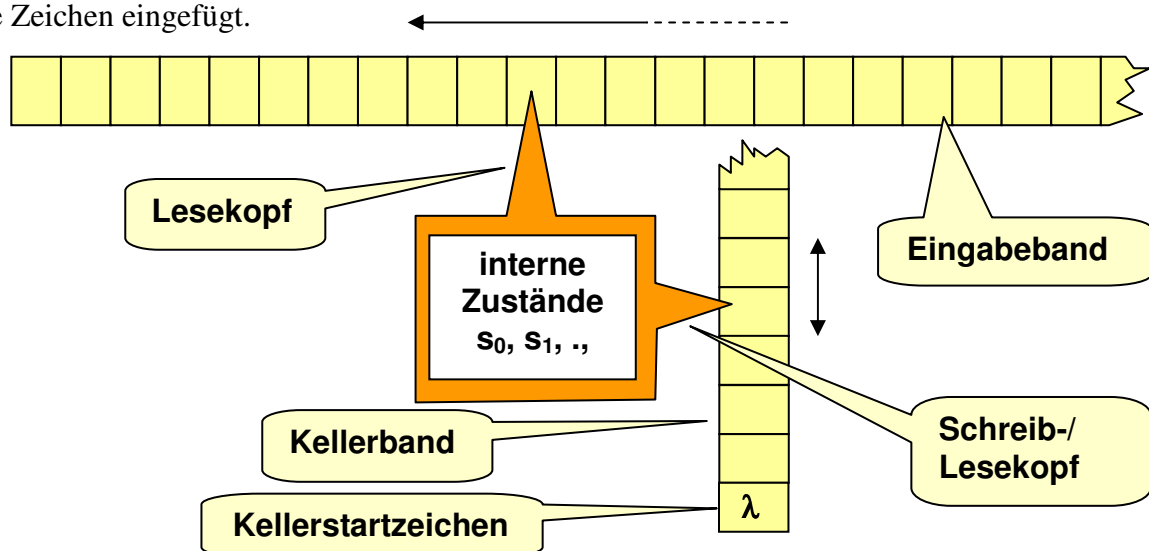 Zeichen eingefügt.
Lesekopf
interne
Zustände
s₀, s₁, .,
Eingabeband
Kellerband
Schreib-/
Lesekopf
Kellerstartzeichen
λ